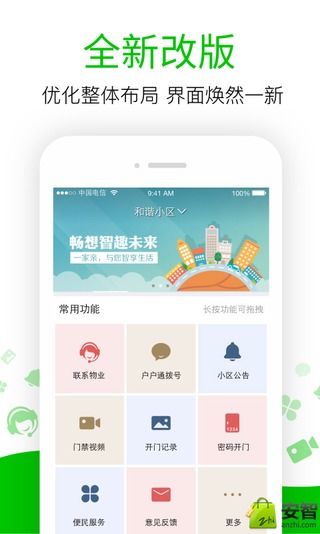 全新改版
优化整体布局 界面焕然一新
中国电信 9:41 AM 100%
和谐小区
畅想智趣未来
一家亲，与您智享生活
常用功能 长按功能可拖拽
联系物业 户户通拨号 小区公告
1234
门禁视频 开门记录 密码开门
便民服务 意见反馈 更多
zhi 安智
anzhi.com